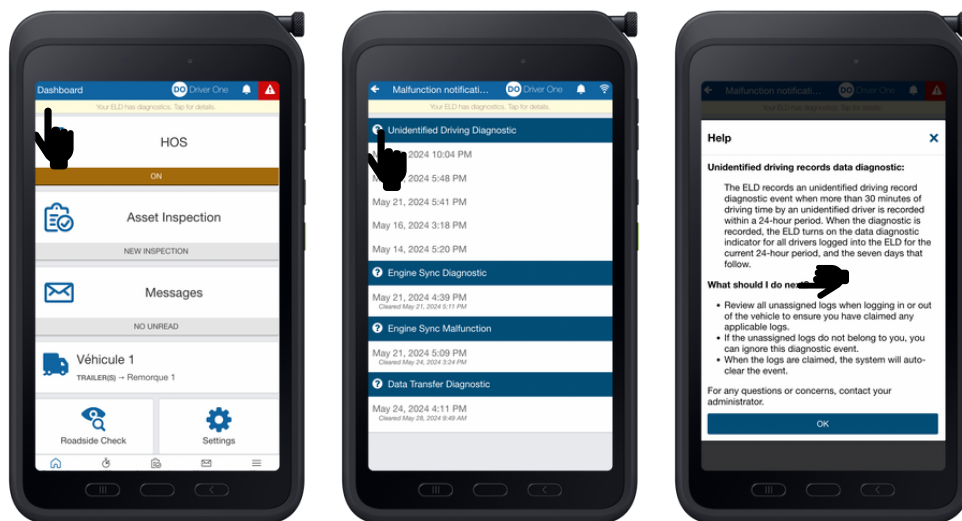 Dashboard
DO Driver One
Your ELD has diagnostics. Tap for details.
HOS
ON
Asset Inspection
NEW INSPECTION
Messages
NO UNREAD
Véhicule 1
TRAILER(S) → Remorque 1
Roadside Check
Settings
Malfunction notificati...
DO Driver One
Your ELD has diagnostics. Tap for details.
? Unidentified Driving Diagnostic
2024 10:04 PM
2024 5:48 PM
May 21, 2024 5:41 PM
May 16, 2024 3:18 PM
May 14, 2024 5:20 PM
? Engine Sync Diagnostic
May 21, 2024 4:39 PM
Cleared May 21, 2024 5:11 PM
? Engine Sync Malfunction
May 21, 2024 5:09 PM
Cleared May 24, 2024 3:24 PM
? Data Transfer Diagnostic
May 24, 2024 4:11 PM
Cleared May 28, 2024 9:49 AM
Malfunction notificati...
DO Driver One
Your ELD has diagnostics. Tap for details.
Help
Unidentified driving records data diagnostic:
The ELD records an unidentified driving record
diagnostic event when more than 30 minutes of
driving time by an unidentified driver is recorded
within a 24-hour period. When the diagnostic is
recorded, the ELD turns on the data diagnostic
indicator for all drivers logged into the ELD for the
current 24-hour period, and the seven days that
follow.
What should I do next?
• Review all unassigned logs when logging in or out
of the vehicle to ensure you have claimed any
applicable logs.
• If the unassigned logs do not belong to you, you
can ignore this diagnostic event.
• When the logs are claimed, the system will auto-
clear the event.
For any questions or concerns, contact your
administrator.
OK